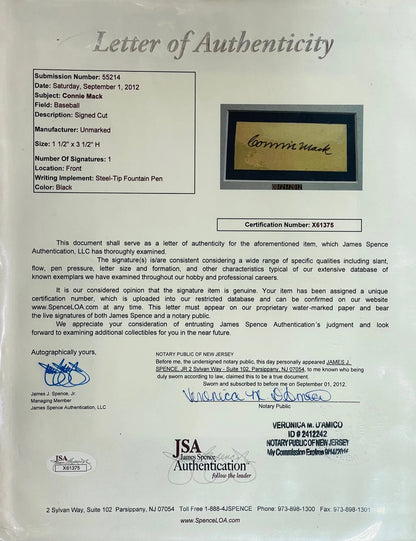 Letter of Authenticity
Submission Number: 55214
Date: Saturday, September 1, 2012
Subject: Connie Mack
Field: Baseball
Description: Signed Cut
Manufacturer: Unmarked
Size: 1 1/2" x 3 1/2" H
Number Of Signatures: 1
Location: Front
Writing Implement: Steel-Tip Fountain Pen
Color: Black
Connie Mack
Certification Number: X61375
This document shall serve as a letter of authenticity for the aforementioned item, which James Spence
Authentication, LLC has thoroughly examined.
The signature(s) is/are consistent considering a wide range of specific qualities including slant,
flow, pen pressure, letter size and formation, and other characteristics typical of our extensive database of
known exemplars we have examined throughout our hobby and professional careers.
It is our considered opinion that the signature item is genuine. Your item has been assigned a unique
certification number, which is uploaded into our restricted database and can be confirmed on our website
www.SpenceLOA.com at any time. This letter must appear on our proprietary water-marked paper and bear
the live signatures of both James Spence and a notary public.
We appreciate your consideration of entrusting James Spence Authentication´s judgment and look
forward to examining additional collectibles for you in the near future.
Autographically yours,
James J. Spence, Jr.
Managing Member
James Spence Authentication, LLC
NOTARY PUBLIC OF NEW JERSEY
Before me, the undersigned notary public, this day personally appeared JAMES J.
SPENCE, JR 2 Sylvan Way - Suite 102, Parsippany, NJ 07054, to me known who being
duly sworn according to law, claimed this to be a true document.
Sworn and subscribed to before me on September 01, 2012.
Veronica M. D'Amico
Notary Public
VERONICA M. D'AMICO
ID # 2412242
NOTARY PUBLIC OF NEW JERSEY
My Commission Expires
JSA
X61375
JSA
James Spence
Authentication
follow the leader
2 Sylvan Way, Suite 102 Parsippany, NJ 07054 Toll Free 1-888-4JSPENCE Phone: 973-898-1300 Fax: 973-898-1301
www.SpenceLOA.com